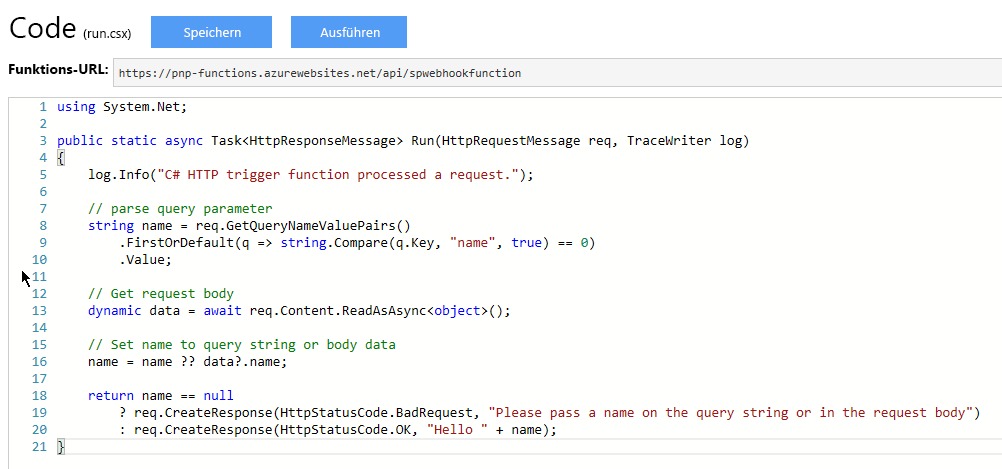 Code (run.csx) Speichern Ausführen
Funktions-URL: https://pnp-functions.azurewebsites.net/api/spwebhookfunction
1 using System.Net;
2
3 public static async Task<HttpResponseMessage> Run(HttpRequestMessage req, TraceWriter log)
4 {
5     log.Info("C# HTTP trigger function processed a request.");
6
7     // parse query parameter
8     string name = req.GetQueryNameValuePairs()
9         .FirstOrDefault(q => string.Compare(q.Key, "name", true) == 0)
10         .Value;
11
12     // Get request body
13     dynamic data = await req.Content.ReadAsAsync<object>();
14
15     // Set name to query string or body data
16     name = name ?? data?.name;
17
18     return name == null
19         ? req.CreateResponse(HttpStatusCode.BadRequest, "Please pass a name on the query string or in the request body")
20         : req.CreateResponse(HttpStatusCode.OK, "Hello " + name);
21 }